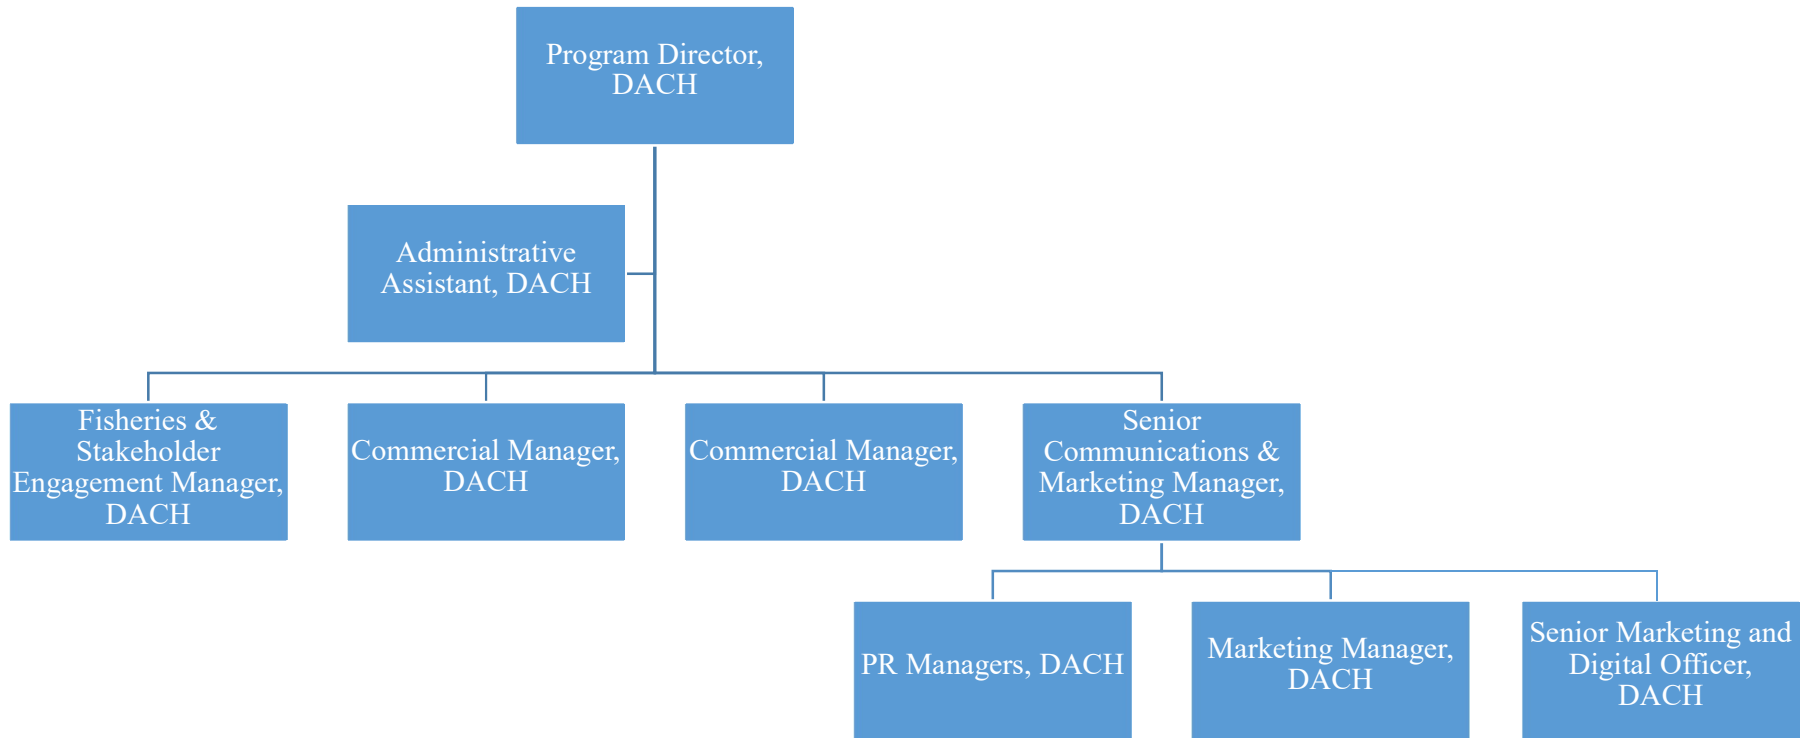 Program Director,
DACH
Administrative
Assistant, DACH
Fisheries &
Stakeholder
Engagement Manager,
DACH
Commercial Manager,
DACH
Commercial Manager,
DACH
Senior
Communications &
Marketing Manager,
DACH
PR Managers, DACH
Marketing Manager,
DACH
Senior Marketing and
Digital Officer,
DACH